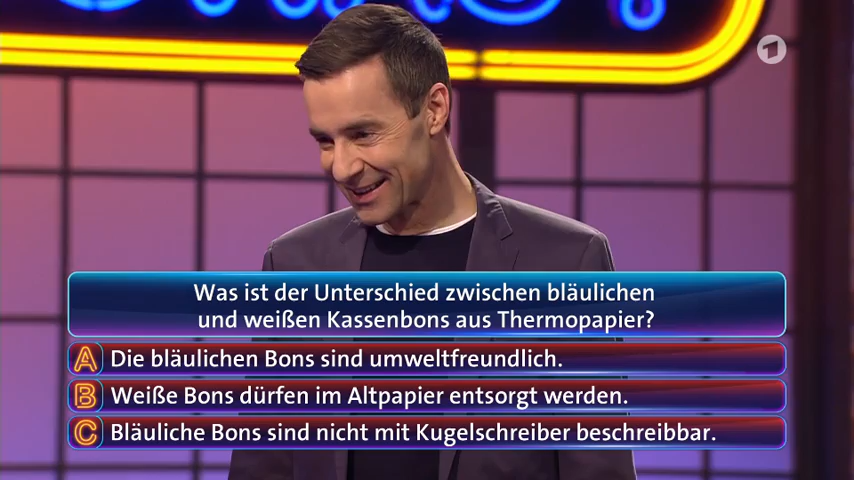 1
Was ist der Unterschied zwischen bläulichen
und weißen Kassenbons aus Thermopapier?
A Die bläulichen Bons sind umweltfreundlich.
B Weiße Bons dürfen im Altpapier entsorgt werden.
C Bläuliche Bons sind nicht mit Kugelschreiber beschreibbar.